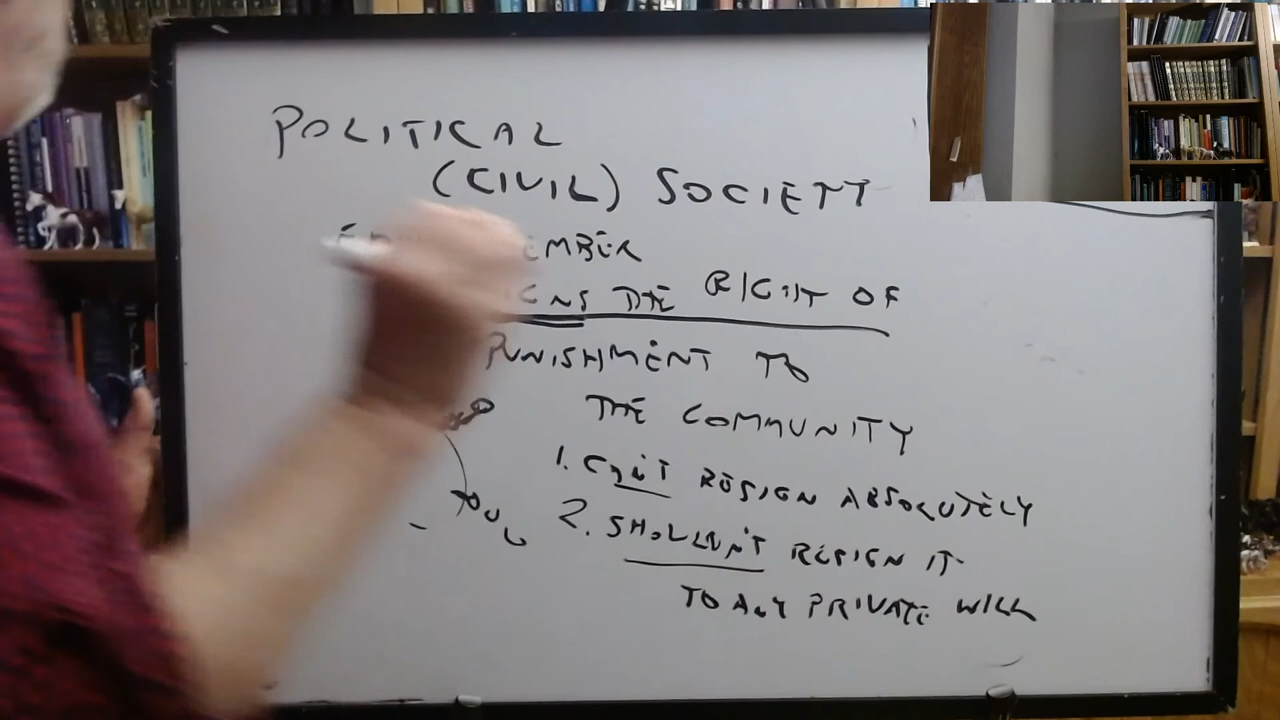 POLITICAL
(CIVIL) SOCIETY
THE RIGHT OF
PUNISHMENT TO
THE COMMUNITY
1. CAN'T RESIGN ABSOLUTELY
2. SHOULDN'T RESIGN IT
TO ANY PRIVATE WILL